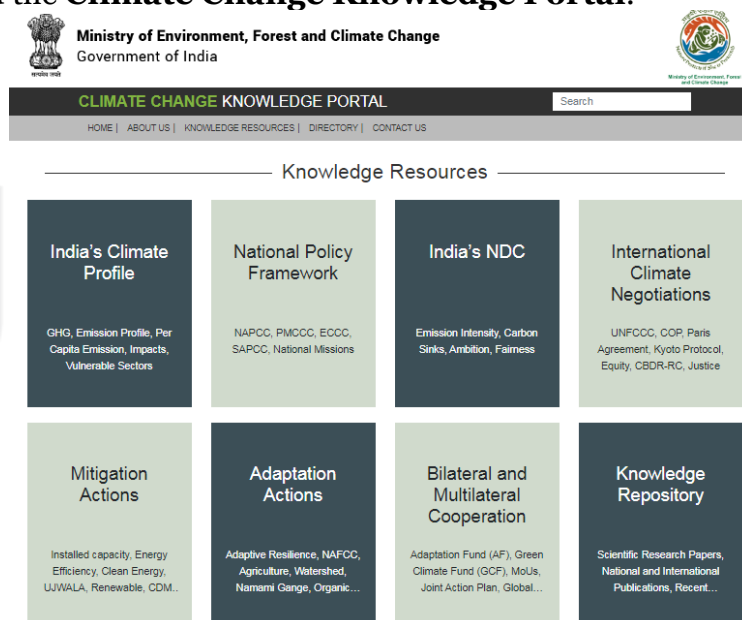 the Climate Change Knowledge Portal.
Ministry of Environment, Forest and Climate Change
Government of India
सत्यमेव जयते
Ministry of Environment, Forest
and Climate Change
CLIMATE CHANGE KNOWLEDGE PORTAL
Search
HOME | ABOUT US | KNOWLEDGE RESOURCES | DIRECTORY | CONTACT US
Knowledge Resources
India's Climate
Profile
GHG, Emission Profile, Per
Capita Emission, Impacts,
Vulnerable Sectors
National Policy
Framework
NAPCC, PMCCC, ECCC,
SAPCC, National Missions
India's NDC
Emission Intensity, Carbon
Sinks, Ambition, Fairness
International
Climate
Negotiations
UNFCCC, COP, Paris
Agreement, Kyoto Protocol,
Equity, CBDR-RC, Justice
Mitigation
Actions
Installed capacity, Energy
Efficiency, Clean Energy,
UJWALA, Renewable, CDM..
Adaptation
Actions
Adaptive Resilience, NAFCC,
Agriculture, Watershed,
Namami Gange, Organic...
Bilateral and
Multilateral
Cooperation
Adaptation Fund (AF), Green
Climate Fund (GCF), MoUs,
Joint Action Plan, Global...
Knowledge
Repository
Scientific Research Papers,
National and International
Publications, Recent...